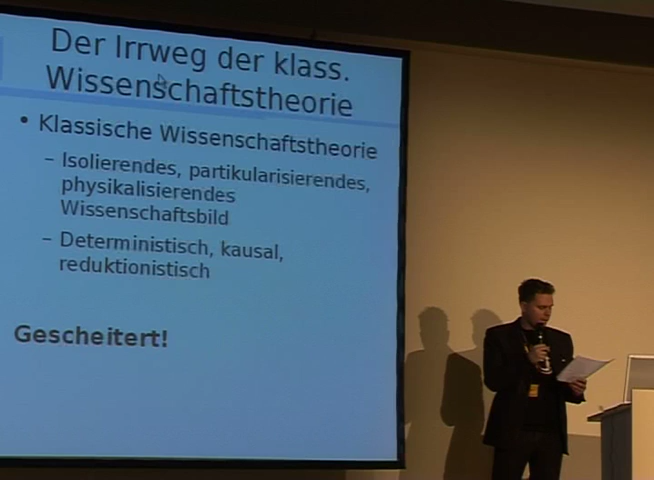 Der Irrweg der klass.
Wissenschaftstheorie
• Klassische Wissenschaftstheorie
– Isolierendes, partikularisierendes,
physikalisierendes
Wissenschaftsbild
– Deterministisch, kausal,
reduktionistisch
Gescheitert!